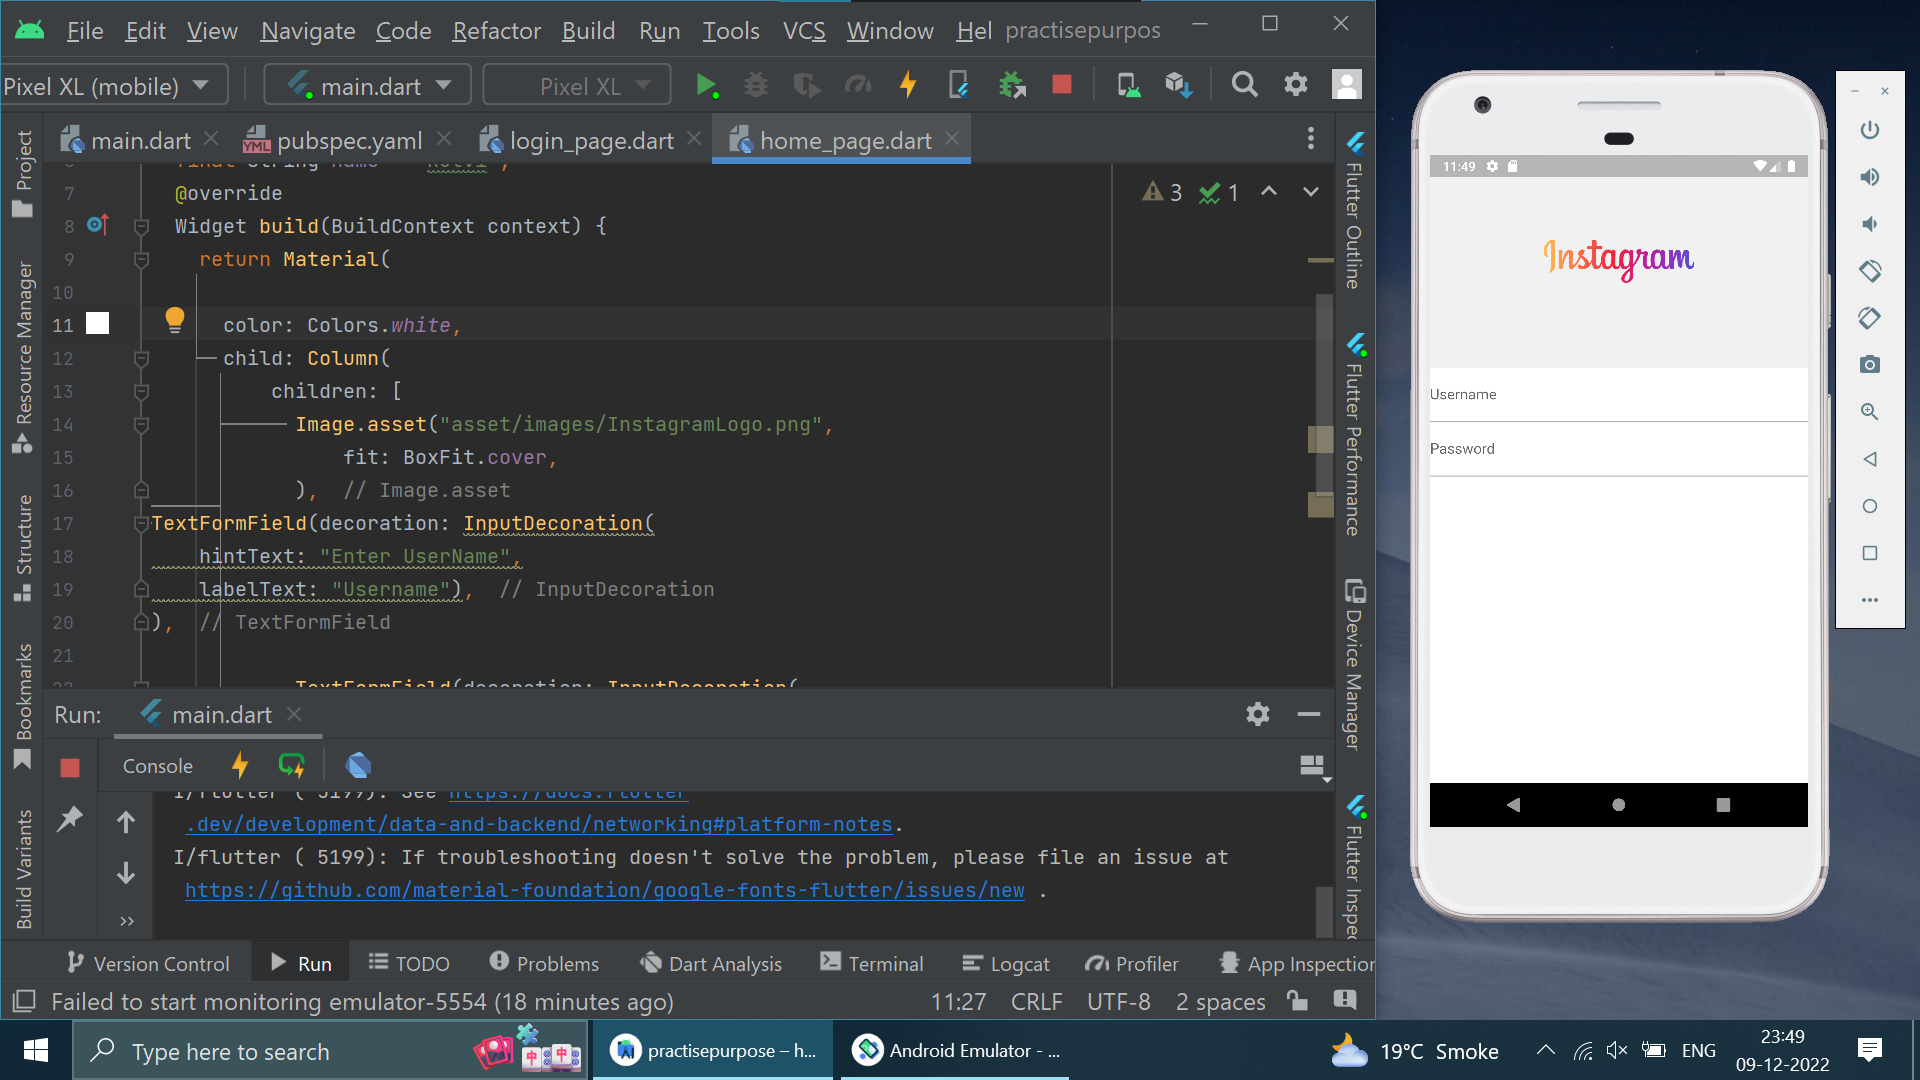 File Edit View Navigate Code Refactor Build Run Tools VCS Window Hel practisepurpos
Pixel XL (mobile) main.dart Pixel XL
main.dart pubspec.yaml login_page.dart home_page.dart
7 @override
8 Widget build(BuildContext context) {
9 return Material(
10
11 color: Colors.white,
12 child: Column(
13 children: [
14 Image.asset("asset/images/InstagramLogo.png",
15 fit: BoxFit.cover,
16 ), // Image.asset
17 TextFormField(decoration: InputDecoration(
18 hintText: "Enter UserName",
19 labelText: "Username"), // InputDecoration
20 ), // TextFormField
21
TextFormField(decoration: InputDecoration(
3 1
Project
Resource Manager
Structure
Bookmarks
Build Variants
Flutter Outline
Flutter Performance
Device Manager
Flutter Inspec
Run: main.dart
Console
I/flutter ( 5199): See https://docs.flutter
.dev/development/data-and-backend/networking#platform-notes.
I/flutter ( 5199): If troubleshooting doesn't solve the problem, please file an issue at
https://github.com/material-foundation/google-fonts-flutter/issues/new .
Version Control Run TODO Problems Dart Analysis Terminal Logcat Profiler App Inspection
Failed to start monitoring emulator-5554 (18 minutes ago) 11:27 CRLF UTF-8 2 spaces
11:49
Instagram
Username
Password
Type here to search practisepurpose – h... Android Emulator - ... 19°C Smoke ENG
23:49
09-12-2022